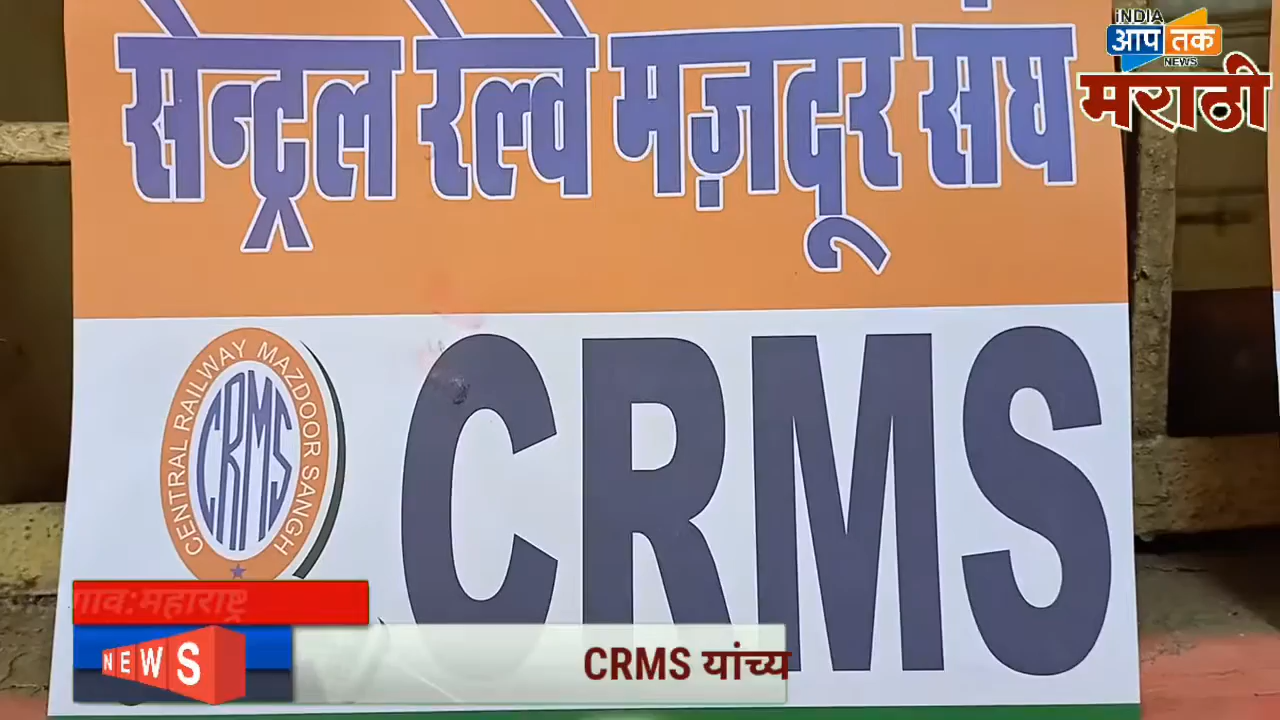 INDIA
आप तक
NEWS
मराठी
सेन्ट्रल रेल्वे मज़दूर संघ
CENTRAL RAILWAY MAZDOOR SANGH
CRMS
CRMS
गाव:महाराष्ट्र
NEWS
CRMS यांच्य